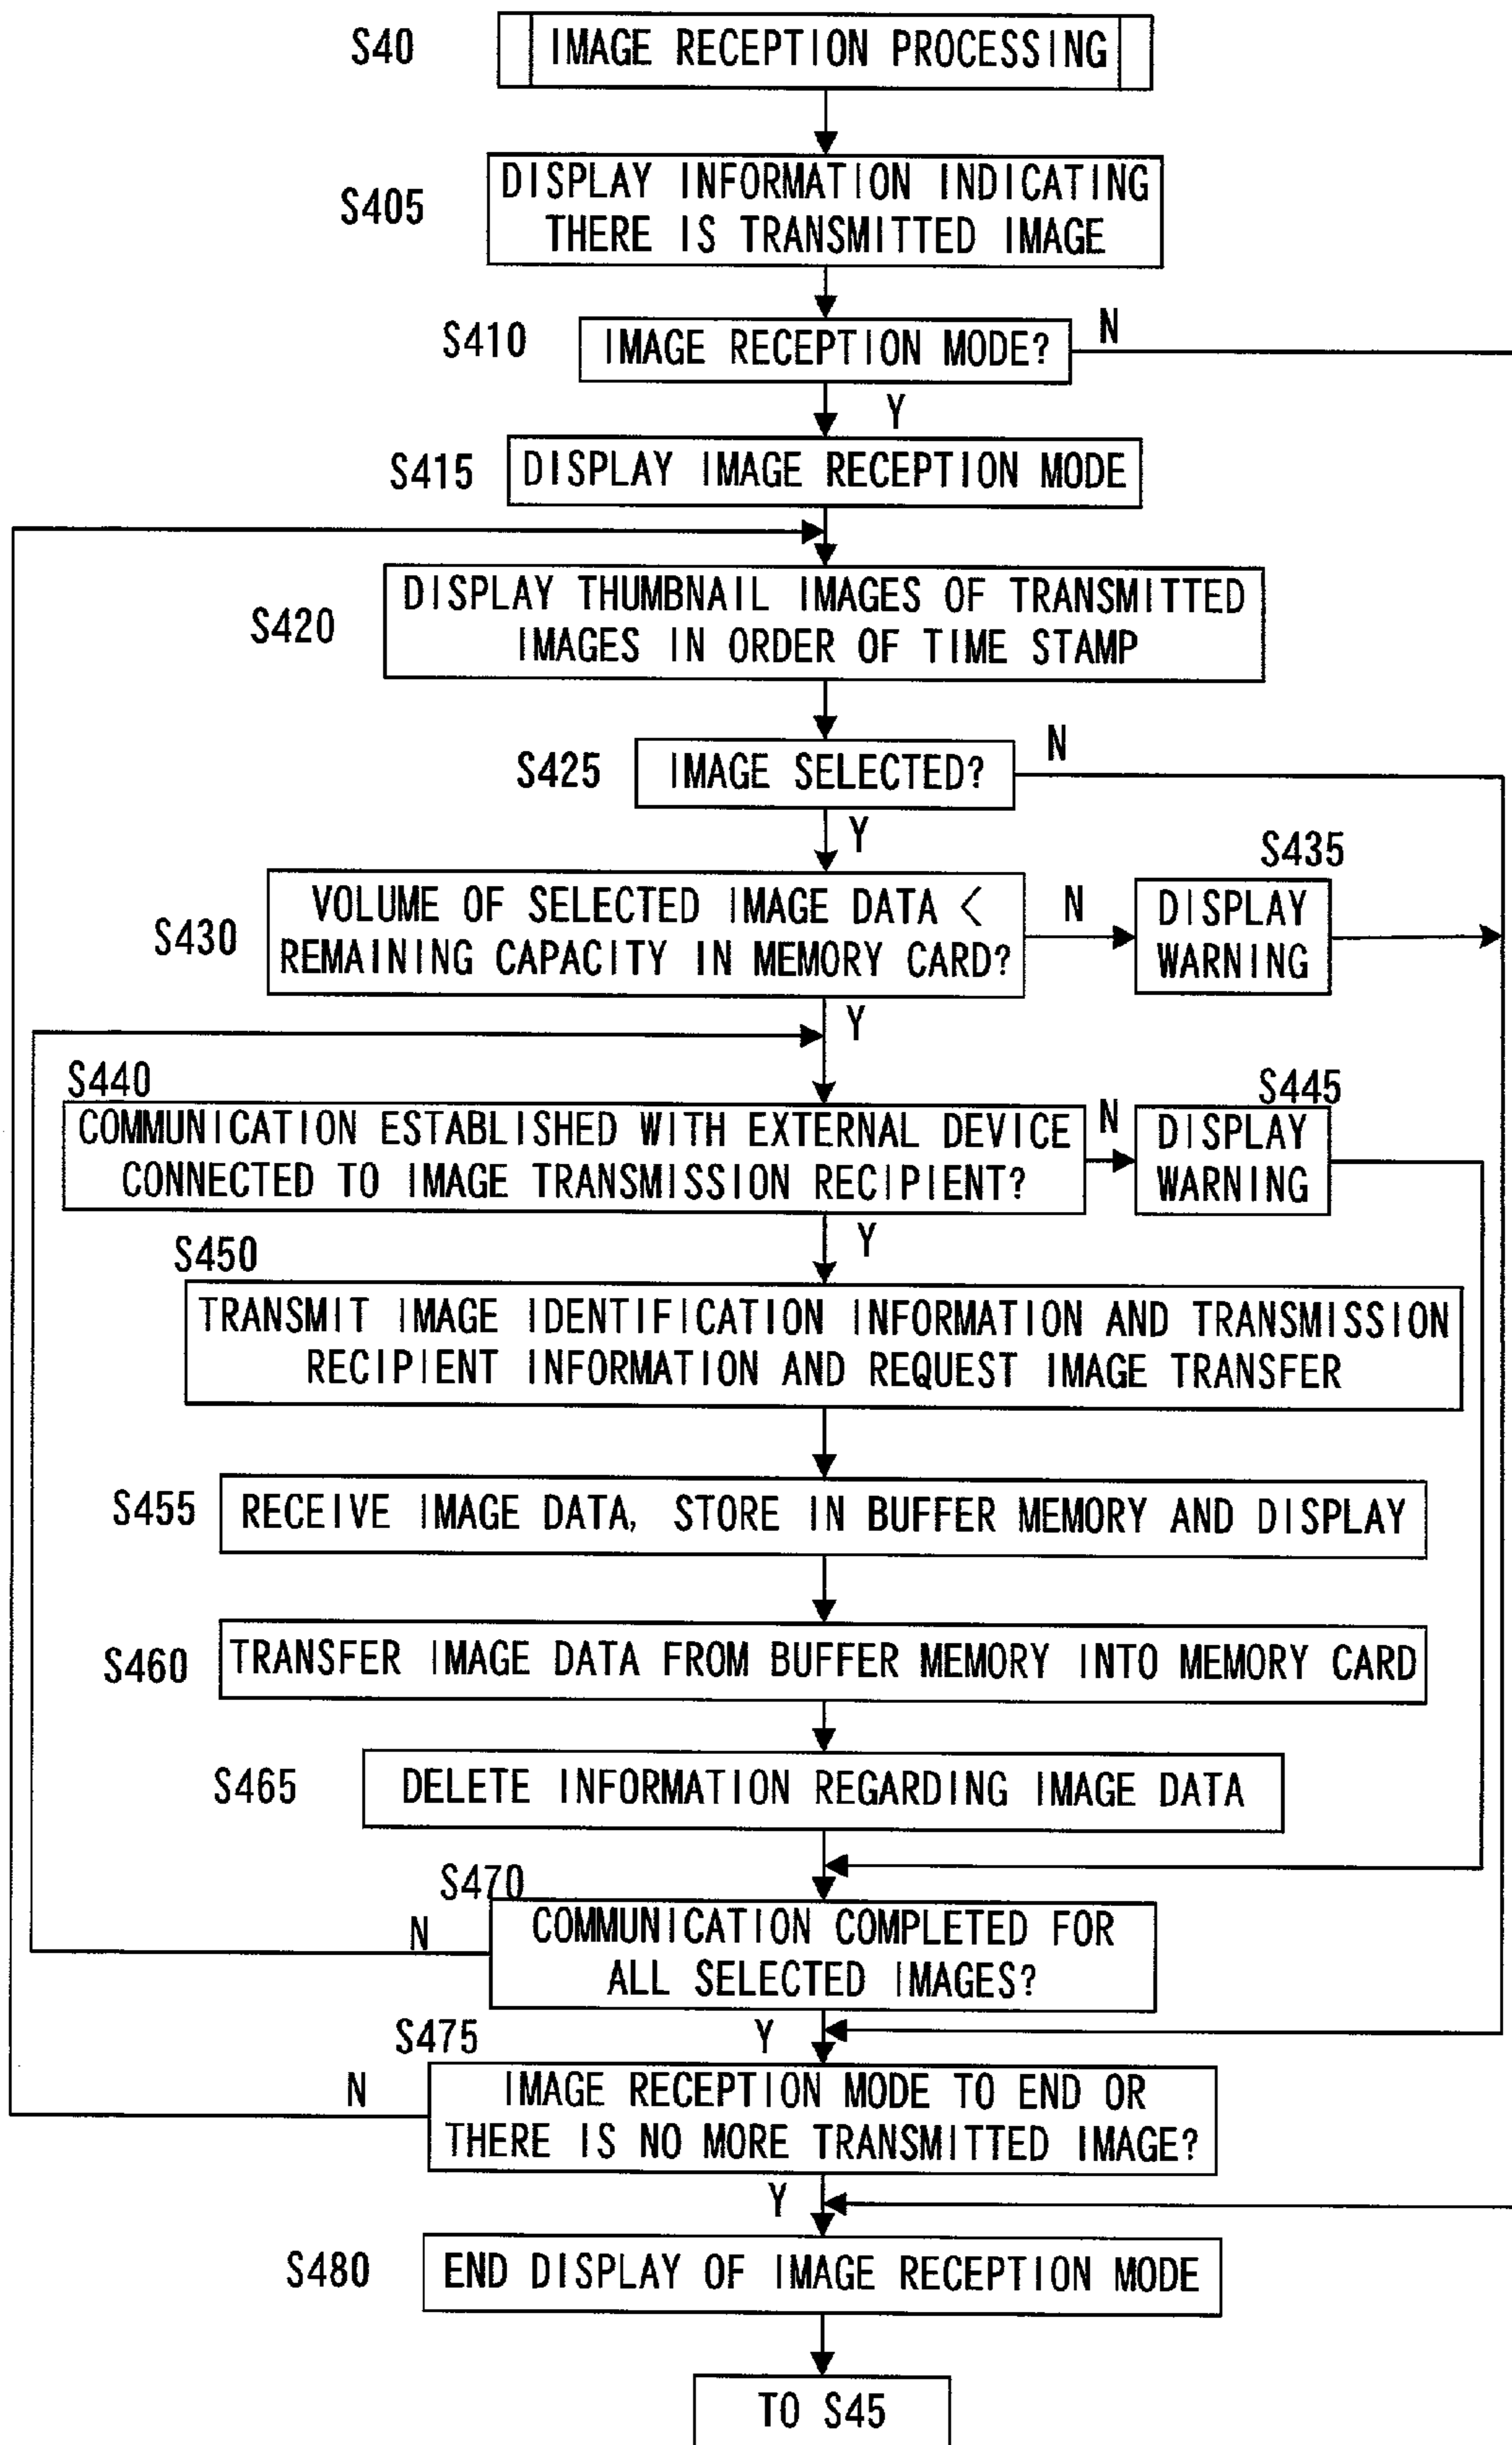 S40
IMAGE RECEPTION PROCESSING
S405
DISPLAY INFORMATION INDICATING
THERE IS TRANSMITTED IMAGE
S410
IMAGE RECEPTION MODE?
N
Y
S415
DISPLAY IMAGE RECEPTION MODE
S420
DISPLAY THUMBNAIL IMAGES OF TRANSMITTED
IMAGES IN ORDER OF TIME STAMP
S425
IMAGE SELECTED?
N
Y
S430
VOLUME OF SELECTED IMAGE DATA <
REMAINING CAPACITY IN MEMORY CARD?
N
S435
DISPLAY
WARNING
Y
S440
COMMUNICATION ESTABLISHED WITH EXTERNAL DEVICE
CONNECTED TO IMAGE TRANSMISSION RECIPIENT?
N
S445
DISPLAY
WARNING
Y
S450
TRANSMIT IMAGE IDENTIFICATION INFORMATION AND TRANSMISSION
RECIPIENT INFORMATION AND REQUEST IMAGE TRANSFER
S455
RECEIVE IMAGE DATA, STORE IN BUFFER MEMORY AND DISPLAY
S460
TRANSFER IMAGE DATA FROM BUFFER MEMORY INTO MEMORY CARD
S465
DELETE INFORMATION REGARDING IMAGE DATA
S470
COMMUNICATION COMPLETED FOR
ALL SELECTED IMAGES?
N
Y
S475
IMAGE RECEPTION MODE TO END OR
THERE IS NO MORE TRANSMITTED IMAGE?
N
Y
S480
END DISPLAY OF IMAGE RECEPTION MODE
TO S45